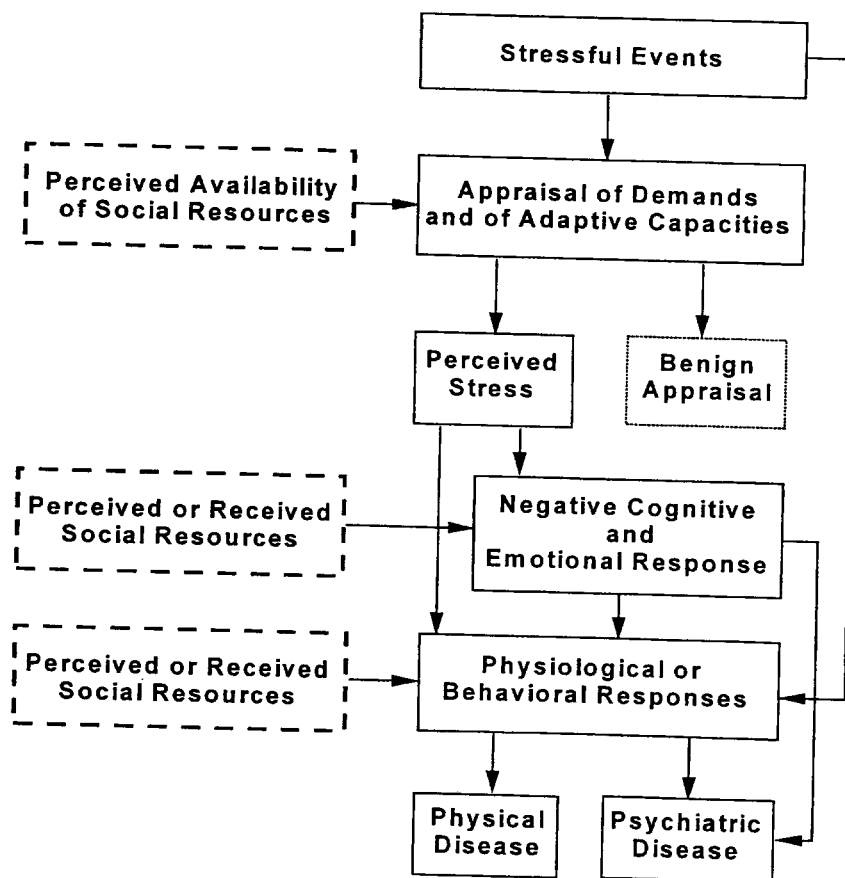 Stressful Events
Perceived Availability
of Social Resources
Appraisal of Demands
and of Adaptive Capacities
Perceived
Stress
Benign
Appraisal
Perceived or Received
Social Resources
Negative Cognitive
and
Emotional Response
Perceived or Received
Social Resources
Physiological or
Behavioral Responses
Physical
Disease
Psychiatric
Disease